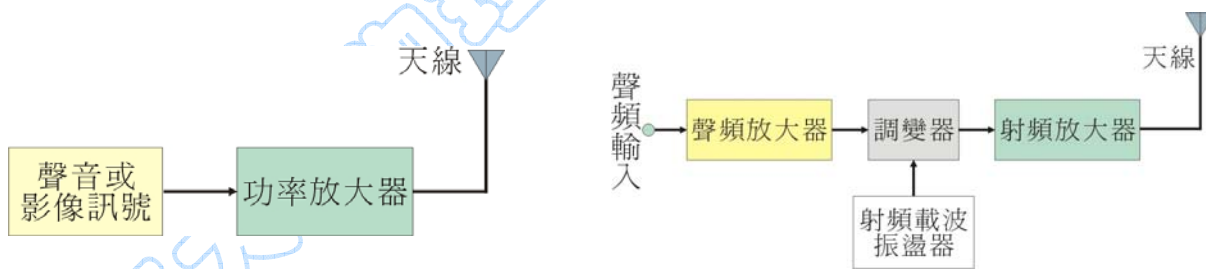 天線
聲音或
影像訊號
功率放大器
天線
聲頻輸入
聲頻放大器
調變器
射頻放大器
射頻載波
振盪器